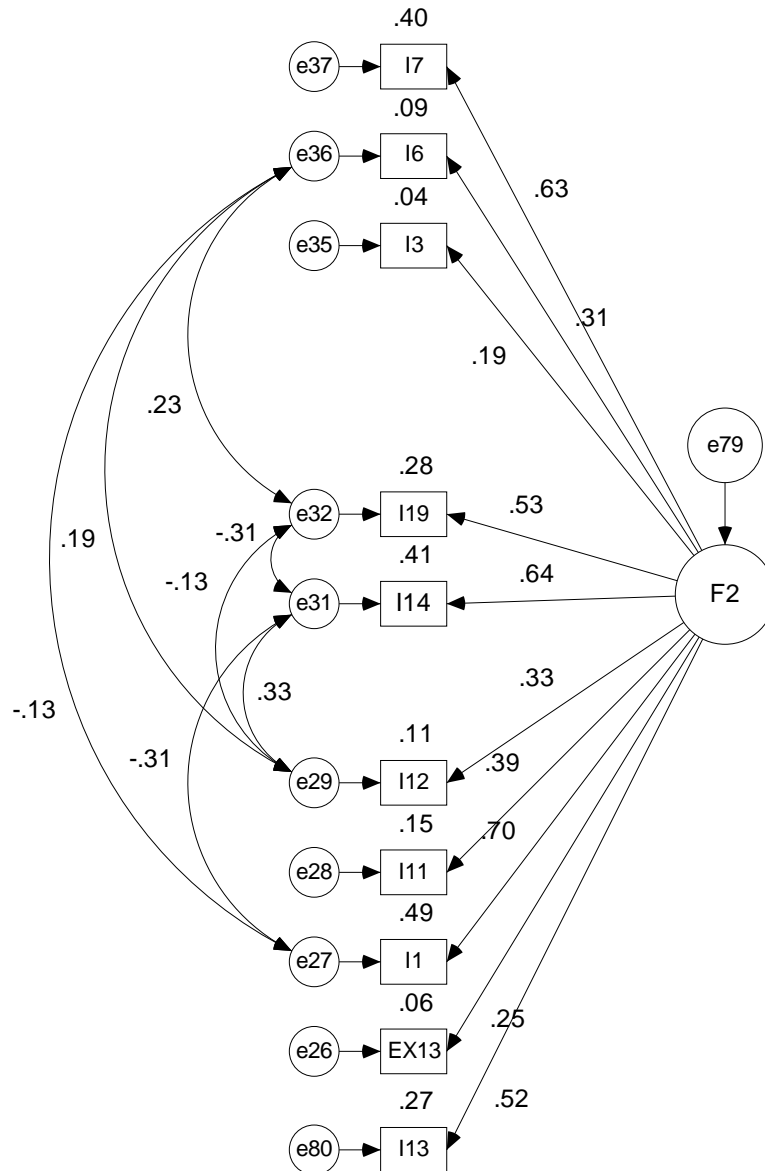 .40
e37 I7
.09
e36 I6
.63
.04
e35 I3
.31
.19
.23
e79
.28
e32 I19 .53
.19 -.31 .41
-.13 .64
e31 I14 F2
.33
.33
-.13
-.31 .11
.39
e29 I12
.15 .70
e28 I11
.49
e27 I1
.06
.25
e26 EX13
.27 .52
e80 I13